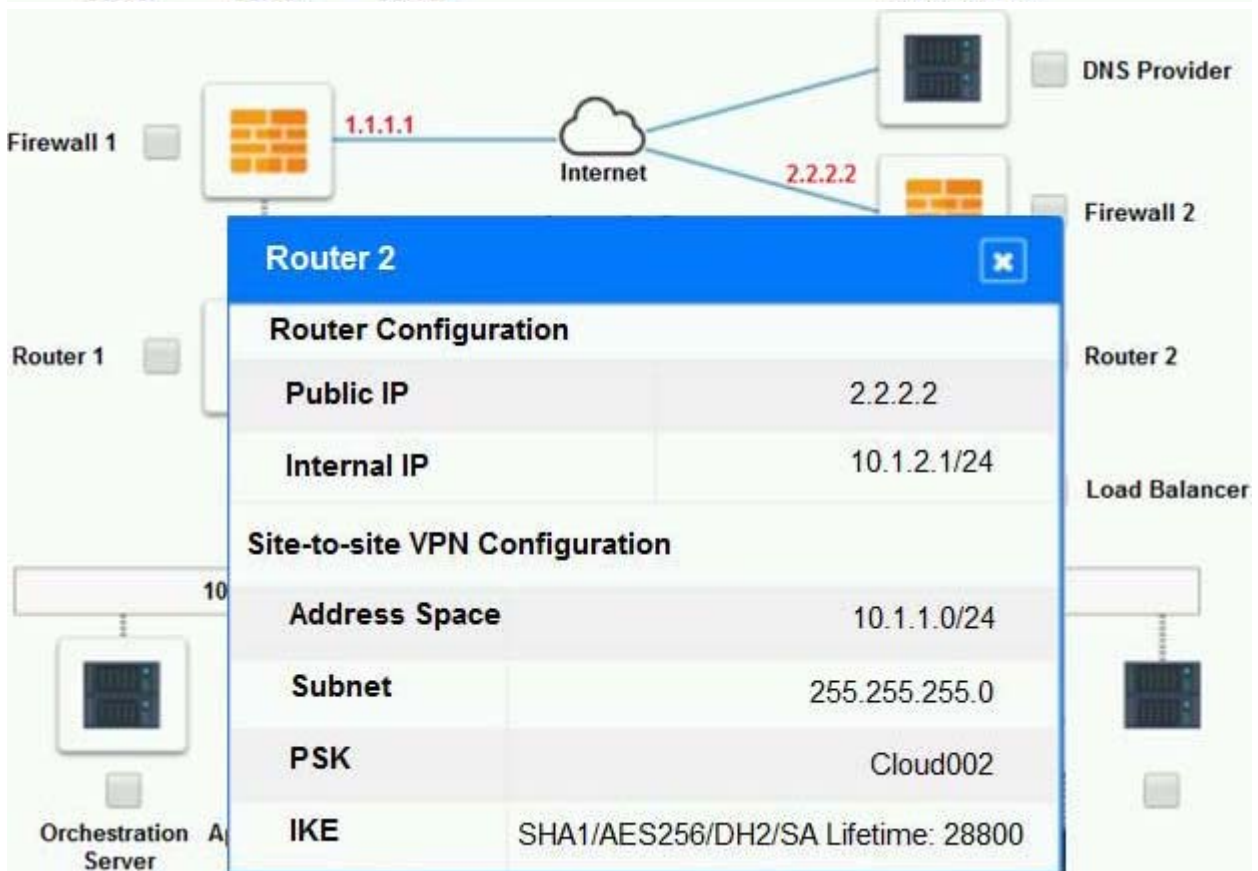 DNS Provider
Firewall 1
1.1.1.1
Internet
2.2.2.2
Firewall 2
Router 2
Router Configuration
Router 1
Router 2
Public IP 2.2.2.2
Internal IP 10.1.2.1/24
Load Balancer
Site-to-site VPN Configuration
10
Address Space 10.1.1.0/24
Subnet 255.255.255.0
PSK Cloud002
IKE SHA1/AES256/DH2/SA Lifetime: 28800
Orchestration
Server